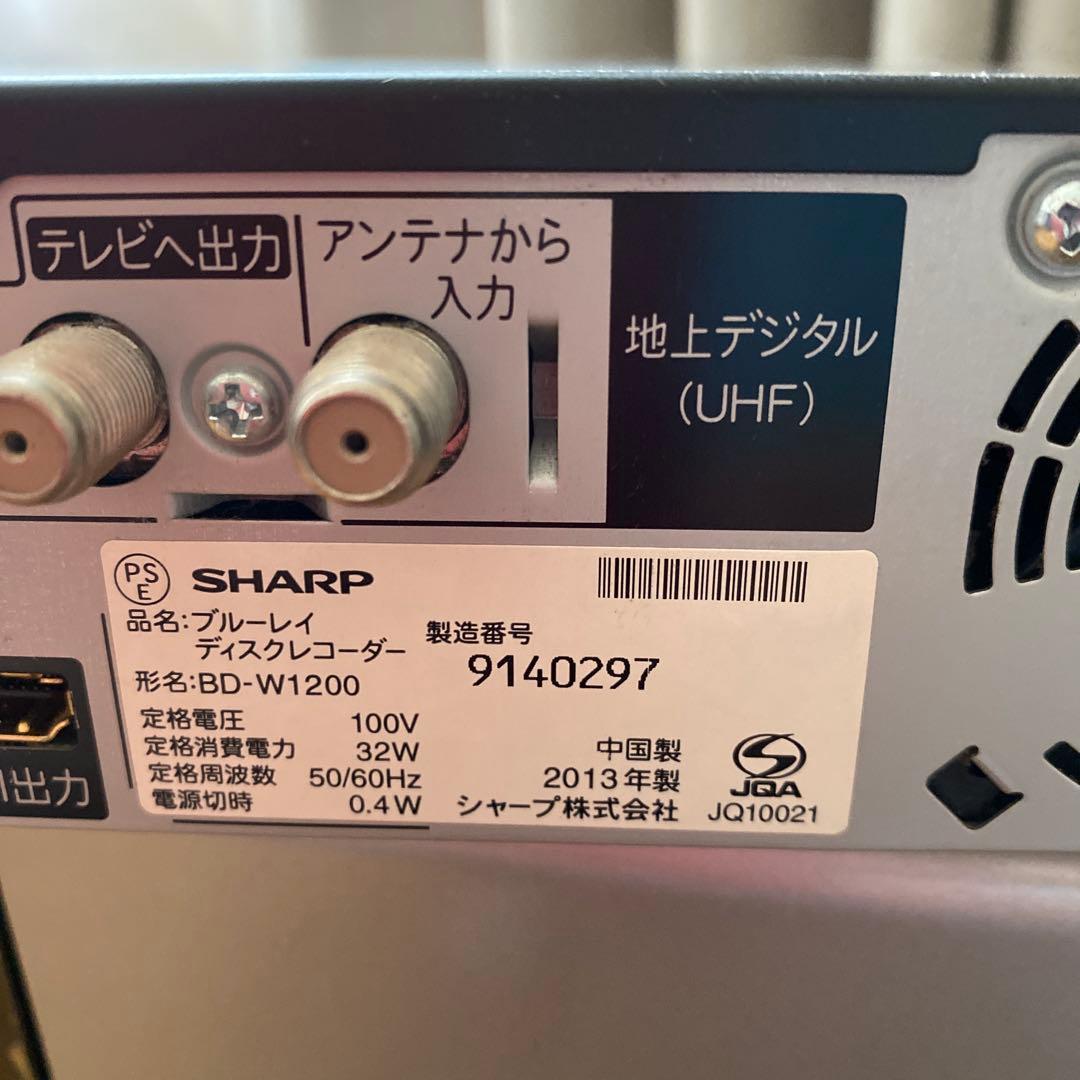 テレビへ出力
アンテナから
入力
地上デジタル
(UHF)
PS
E
SHARP
品名:ブルーレイ
ディスクレコーダー
製造番号
9140297
形名:BD-W1200
定格電圧 100V
定格消費電力 32W
定格周波数 50/60Hz
電源切時 0.4W
中国製
2013年製
シャープ株式会社
JQA
JQ10021
I出力